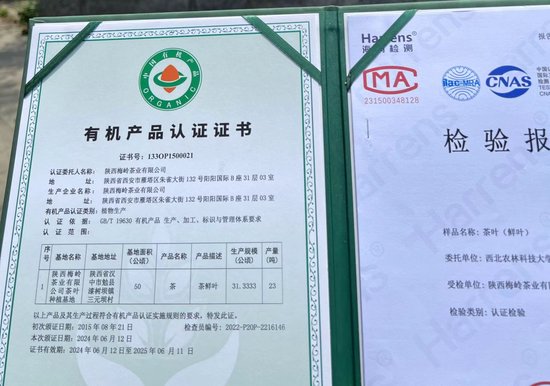 中国有机产品
ORGANIC
有机产品认证证书
证书号：133OP1500021
认证委托人名称：陕西梅岭茶业有限公司
地 址：陕西省西安市雁塔区朱雀大街132号阳阳国际B座31层03室
生产企业名称：陕西梅岭茶业有限公司
地 址：陕西省西安市雁塔区朱雀大街132号阳阳国际B座31层03室
有机产品认证类别：植物生产
认 证 依 据：GB/T 19630 有机产品 生产、加工、标识与管理体系要求
认 证 范 围：
序号 基地名称 基地地址 基地面积（公顷） 产品名称 产品描述 生产规模（公顷） 产量（吨）
1 陕西梅岭茶业有限公司茶叶种植基地 陕西省汉中市勉县漆树坝镇三元坝村 50 茶 茶鲜叶 31.3333 23
以上产品及其生产过程符合有机产品认证实施规则的要求，特发此证。
初次颁证日期：2015年08月21日 检查员编号：2022-P2OP-2216146
颁证日期：2024年06月12日
证书有效期：2024年06月12日至2025年06月11日
Harrens
海润检测
MA
231500348128
ilac-MRA
CNAS
检验报
样品名称：茶叶（鲜叶）
委托单位：西北农林科技大
受检单位：陕西梅岭茶业有
检验类别：认证检验